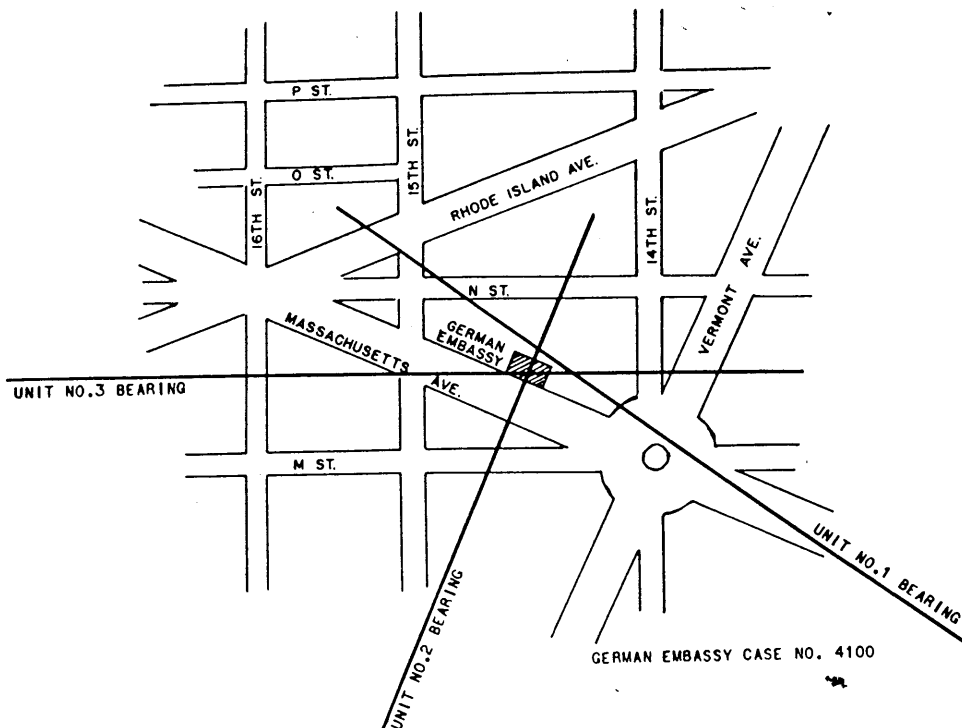 P ST.
O ST.
16TH ST.
15TH ST.
RHODE ISLAND AVE.
14TH ST.
VERMONT AVE.
N ST.
GERMAN
EMBASSY
MASSACHUSETTS
AVE.
UNIT NO.3 BEARING
M ST.
UNIT NO.2 BEARING
UNIT NO.1 BEARING
GERMAN EMBASSY CASE NO. 4100